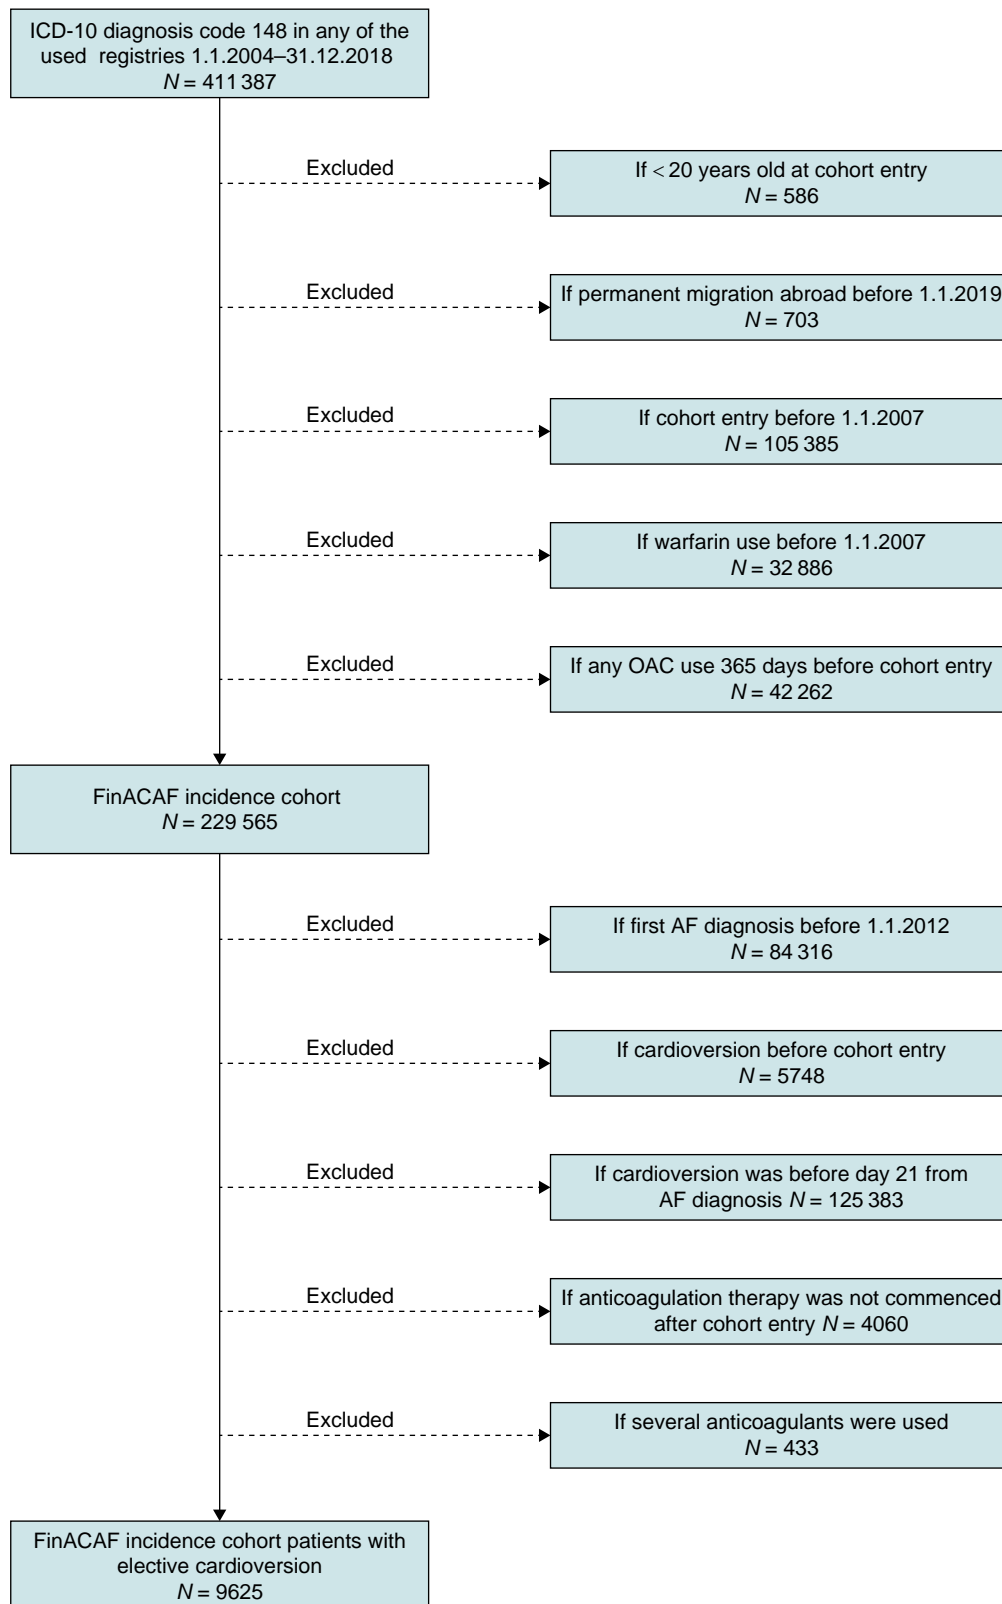 ICD-10 diagnosis code 148 in any of the
used registries 1.1.2004–31.12.2018
N = 411 387
Excluded
If < 20 years old at cohort entry
N = 586
Excluded
If permanent migration abroad before 1.1.2019
N = 703
Excluded
If cohort entry before 1.1.2007
N = 105 385
Excluded
If warfarin use before 1.1.2007
N = 32 886
Excluded
If any OAC use 365 days before cohort entry
N = 42 262
FinACAF incidence cohort
N = 229 565
Excluded
If first AF diagnosis before 1.1.2012
N = 84 316
Excluded
If cardioversion before cohort entry
N = 5748
Excluded
If cardioversion was before day 21 from
AF diagnosis N = 125 383
Excluded
If anticoagulation therapy was not commenced
after cohort entry N = 4060
Excluded
If several anticoagulants were used
N = 433
FinACAF incidence cohort patients with
elective cardioversion
N = 9625